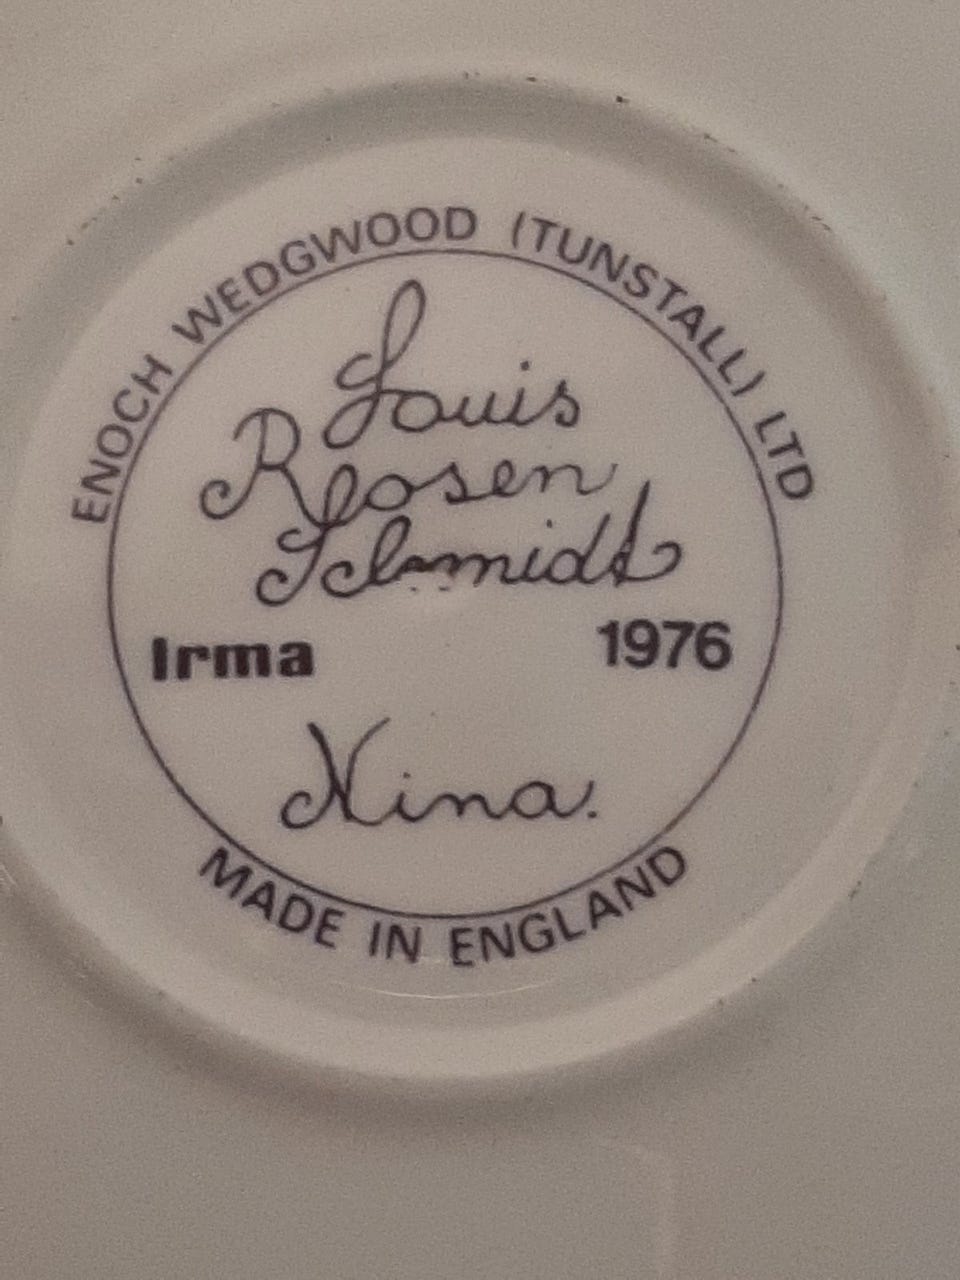 ENOCH WEDGWOOD (TUNSTALL) LTD
Louis
Rosen
Schmidt
Irma 1976
Nina.
MADE IN ENGLAND